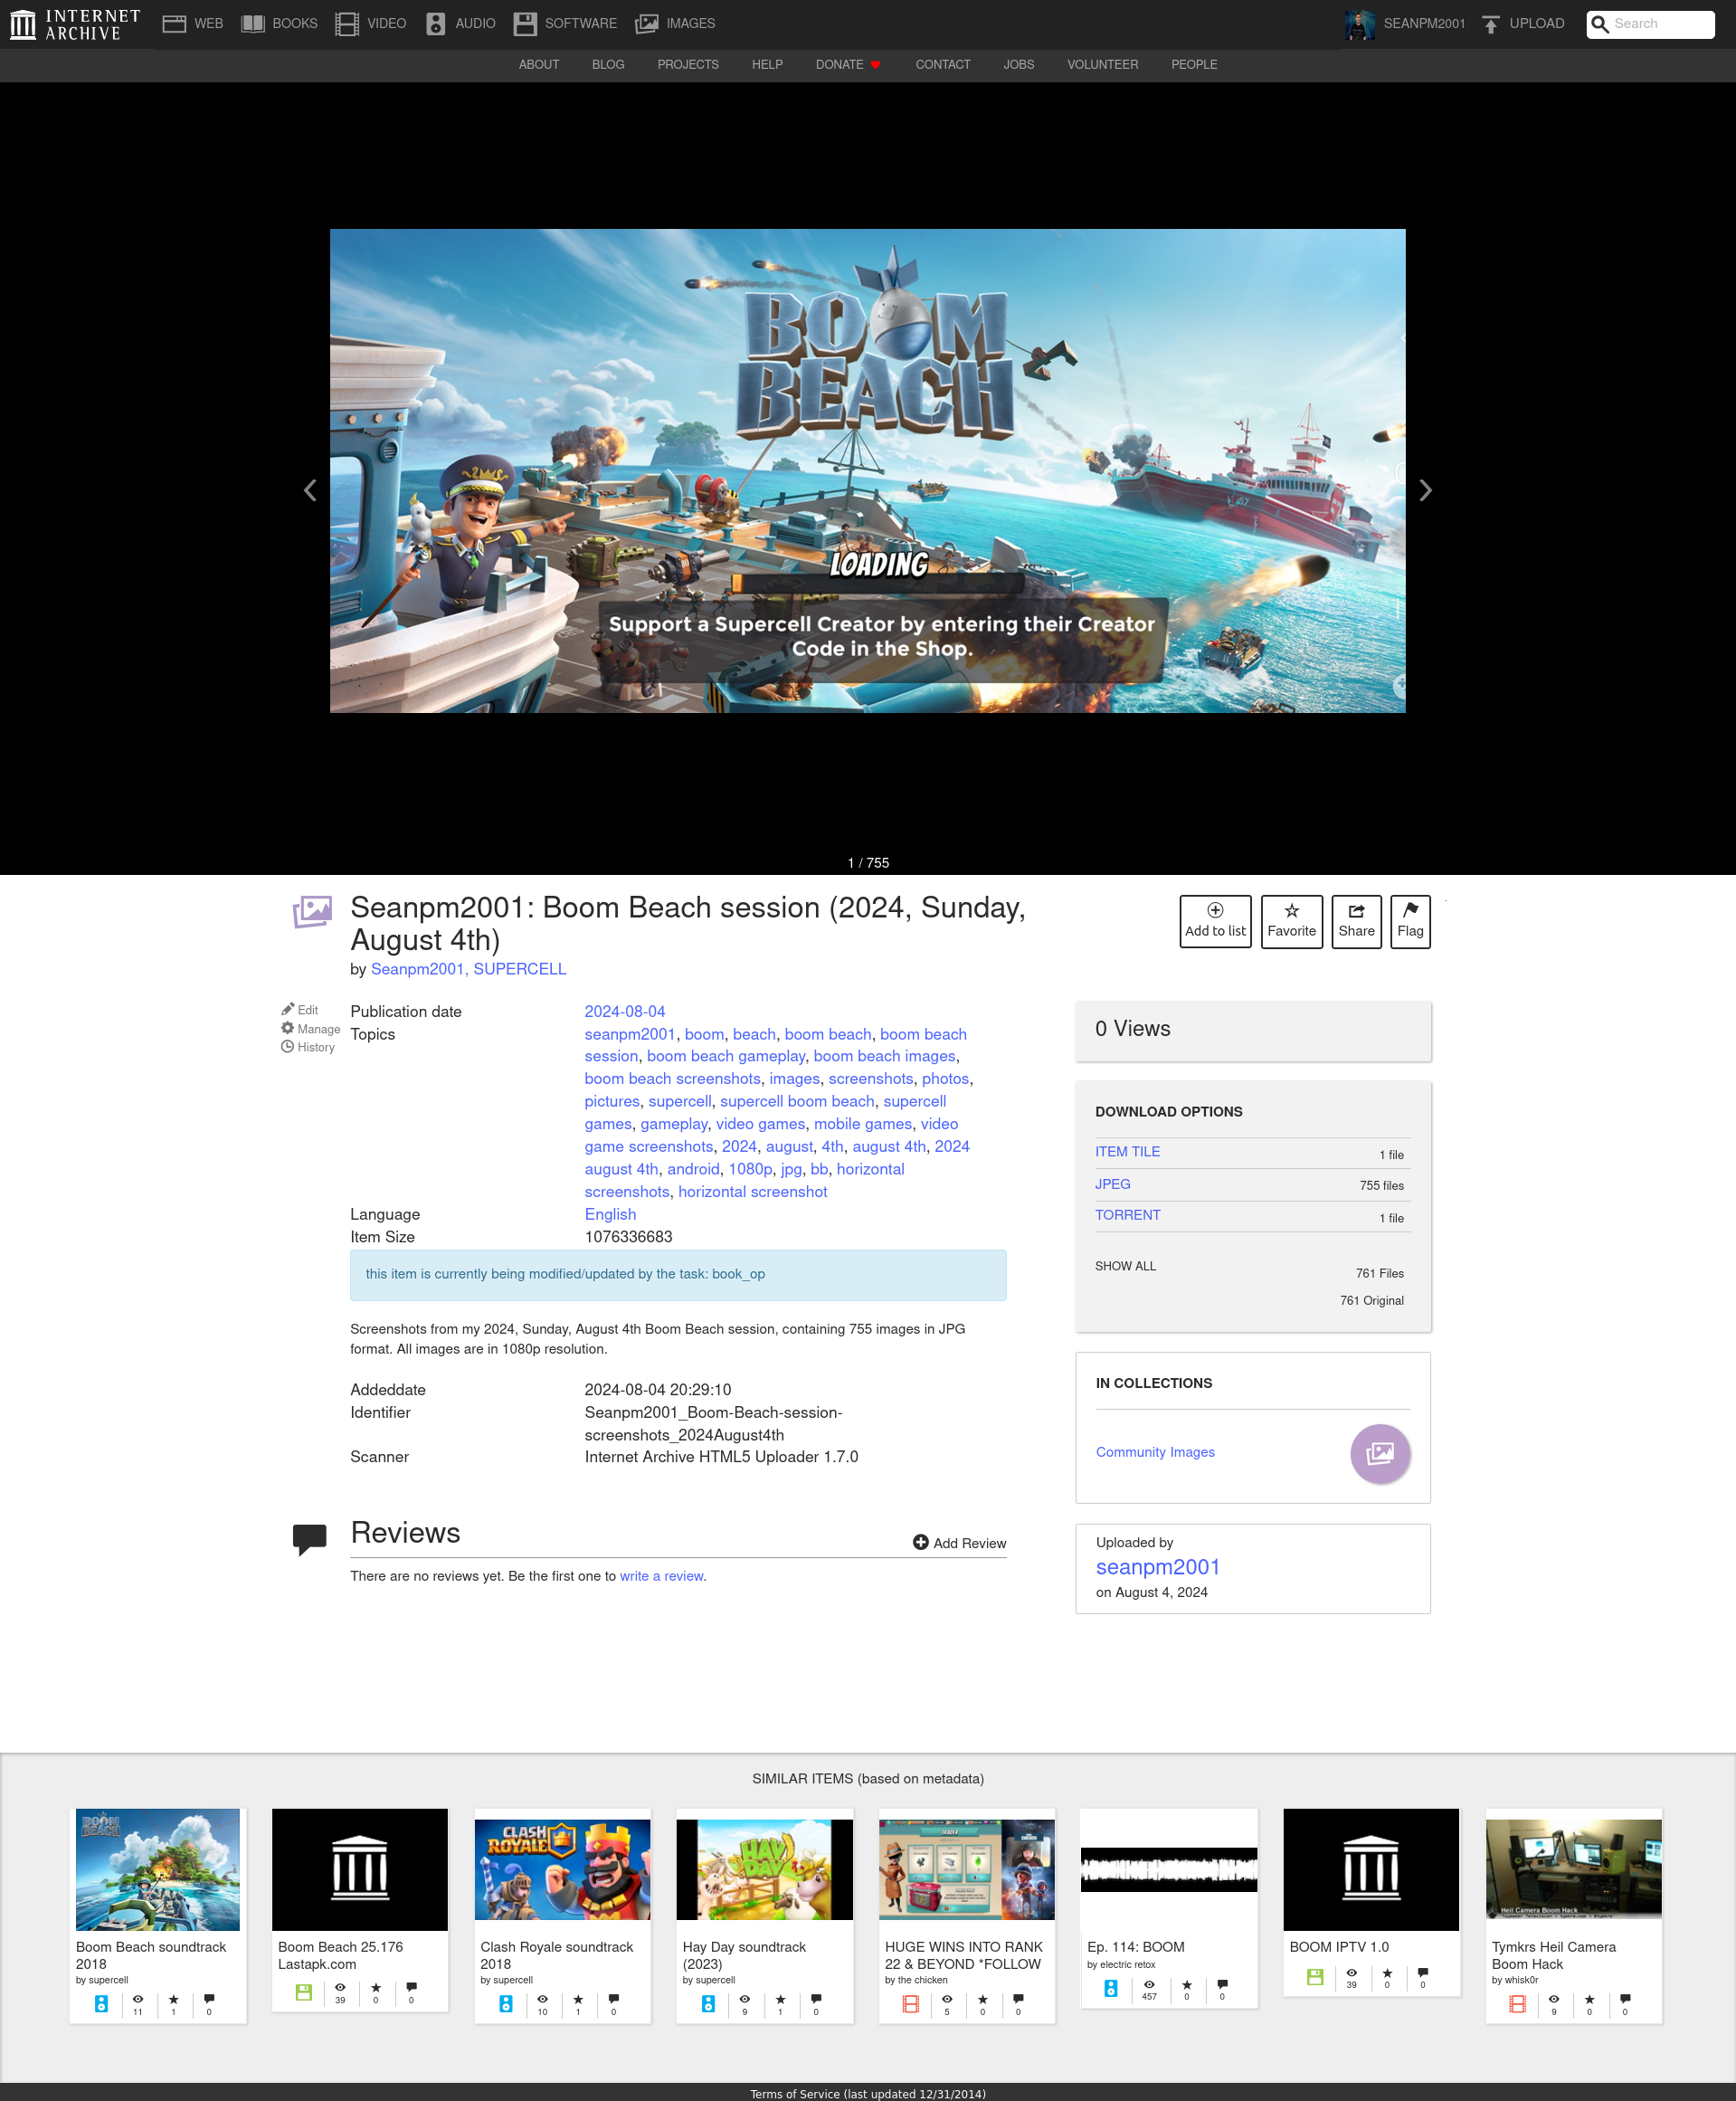 INTERNET ARCHIVE
WEB
BOOKS
VIDEO
AUDIO
SOFTWARE
IMAGES
SEANPM2001
UPLOAD
Search
ABOUT
BLOG
PROJECTS
HELP
DONATE
CONTACT
JOBS
VOLUNTEER
PEOPLE
BOOM
BEACH
LOADING
Support a Supercell Creator by entering their Creator
Code in the Shop.
1 / 755
Seanpm2001: Boom Beach session (2024, Sunday,
August 4th)
by Seanpm2001, SUPERCELL
Add to list
Favorite
Share
Flag
Edit
Manage
History
Publication date 2024-08-04
Topics seanpm2001, boom, beach, boom beach, boom beach
session, boom beach gameplay, boom beach images,
boom beach screenshots, images, screenshots, photos,
pictures, supercell, supercell boom beach, supercell
games, gameplay, video games, mobile games, video
game screenshots, 2024, august, 4th, august 4th, 2024
august 4th, android, 1080p, jpg, bb, horizontal
screenshots, horizontal screenshot
Language English
Item Size 1076336683
this item is currently being modified/updated by the task: book_op
Screenshots from my 2024, Sunday, August 4th Boom Beach session, containing 755 images in JPG
format. All images are in 1080p resolution.
Addeddate 2024-08-04 20:29:10
Identifier Seanpm2001_Boom-Beach-session-
screenshots_2024August4th
Scanner Internet Archive HTML5 Uploader 1.7.0
Reviews
Add Review
There are no reviews yet. Be the first one to write a review.
0 Views
DOWNLOAD OPTIONS
ITEM TILE 1 file
JPEG 755 files
TORRENT 1 file
SHOW ALL 761 Files
761 Original
IN COLLECTIONS
Community Images
Uploaded by
seanpm2001
on August 4, 2024
SIMILAR ITEMS (based on metadata)
BOOM
BEACH
Boom Beach soundtrack
2018
by supercell
11 1 0
Boom Beach 25.176
Lastapk.com
39 0 0
CLASH
ROYALE
Clash Royale soundtrack
2018
by supercell
10 1 0
HAY
DAY
Hay Day soundtrack
(2023)
by supercell
9 1 0
HUGE WINS INTO RANK
22 & BEYOND *FOLLOW
by the chicken
5 0 0
Ep. 114: BOOM
by electric retox
457 0 0
BOOM IPTV 1.0
39 0 0
Heil Camera Boom Hack
Tymkrs Heil Camera
Boom Hack
by whisk0r
9 0 0
Terms of Service (last updated 12/31/2014)